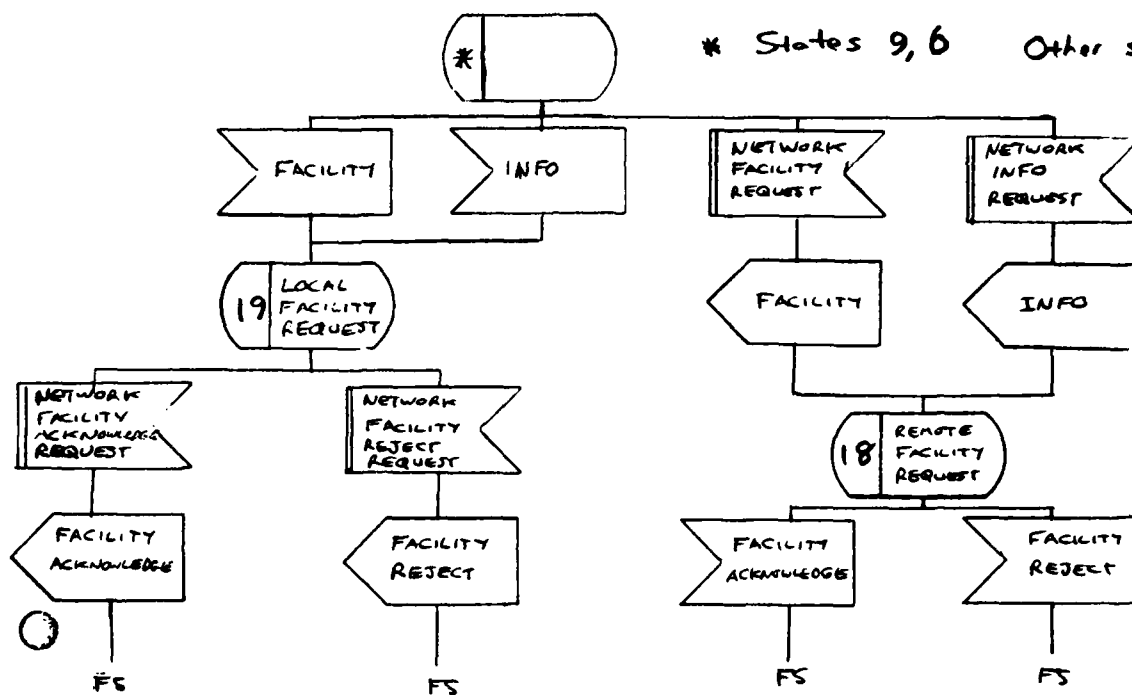 * States 9, 6 Other s
*
FACILITY
INFO
NETWORK
FACILITY
REQUEST
NETWORK
INFO
REQUEST
19
LOCAL
FACILITY
REQUEST
FACILITY
INFO
NETWORK
FACILITY
ACKNOWLEDGE
REQUEST
NETWORK
FACILITY
REJECT
REQUEST
18
REMOTE
FACILITY
REQUEST
FACILITY
ACKNOWLEDGE
FACILITY
REJECT
FACILITY
ACKNOWLEDGE
FACILITY
REJECT
FS
FS
FS
FS